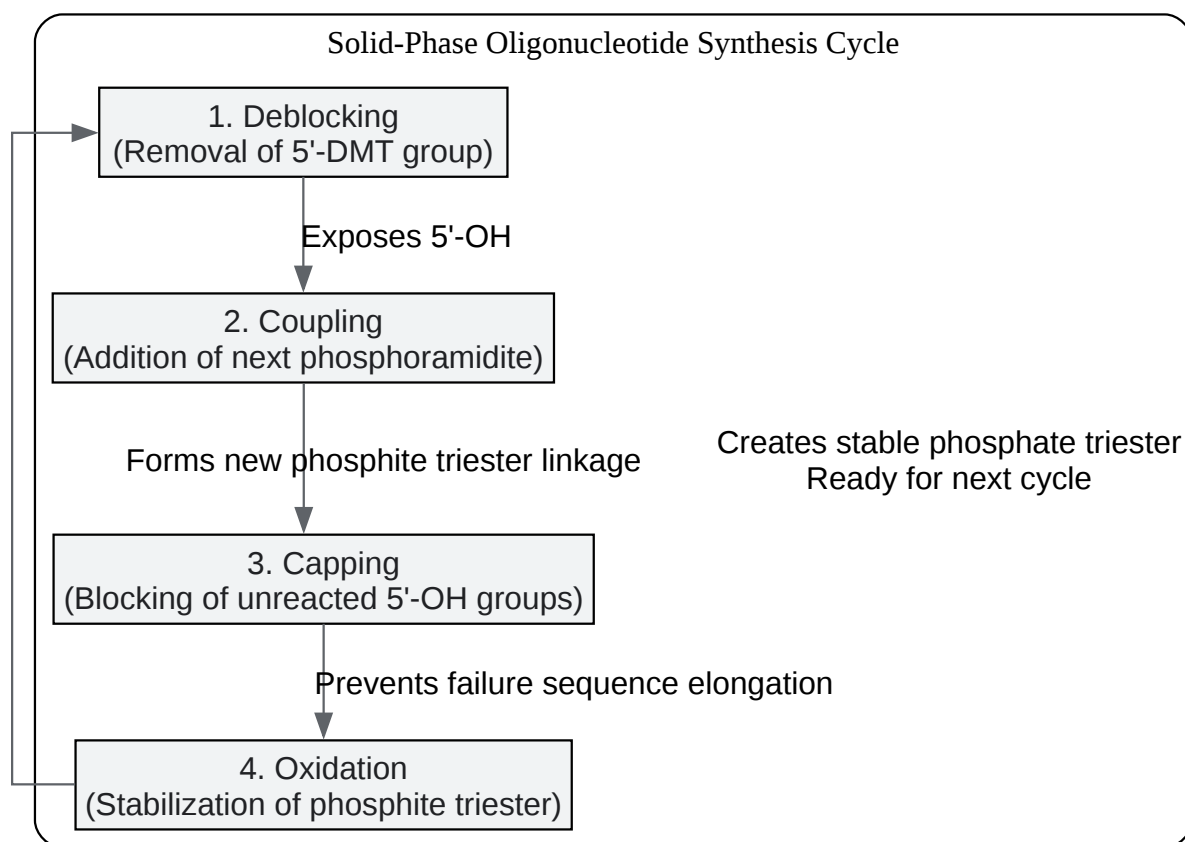 Solid-Phase Oligonucleotide Synthesis Cycle
1. Deblocking
(Removal of 5'-DMT group)
Exposes 5'-OH
2. Coupling
(Addition of next phosphoramidite)
Forms new phosphite triester linkage
Creates stable phosphate triester
Ready for next cycle
3. Capping
(Blocking of unreacted 5'-OH groups)
Prevents failure sequence elongation
4. Oxidation
(Stabilization of phosphite triester)